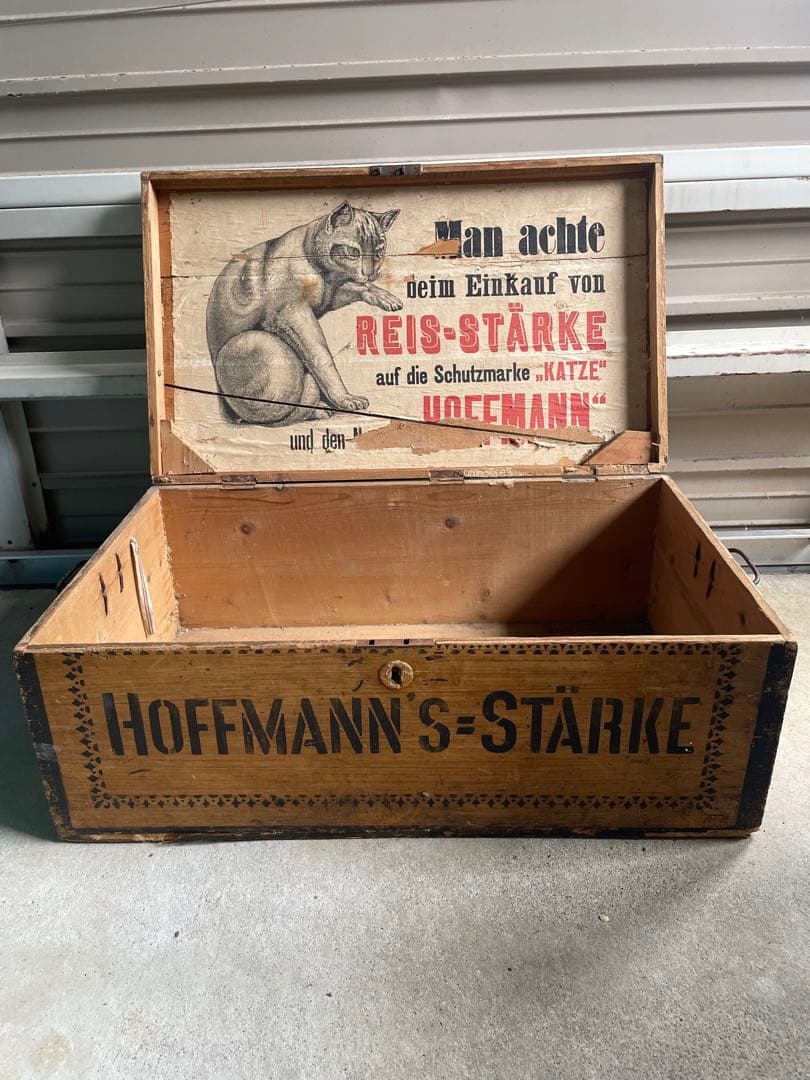 Man achte
beim Einkauf von
REIS=STÄRKE
auf die Schutzmarke „KATZE“
und den „HOFFMANN“
HOFFMANN'S=STÄRKE